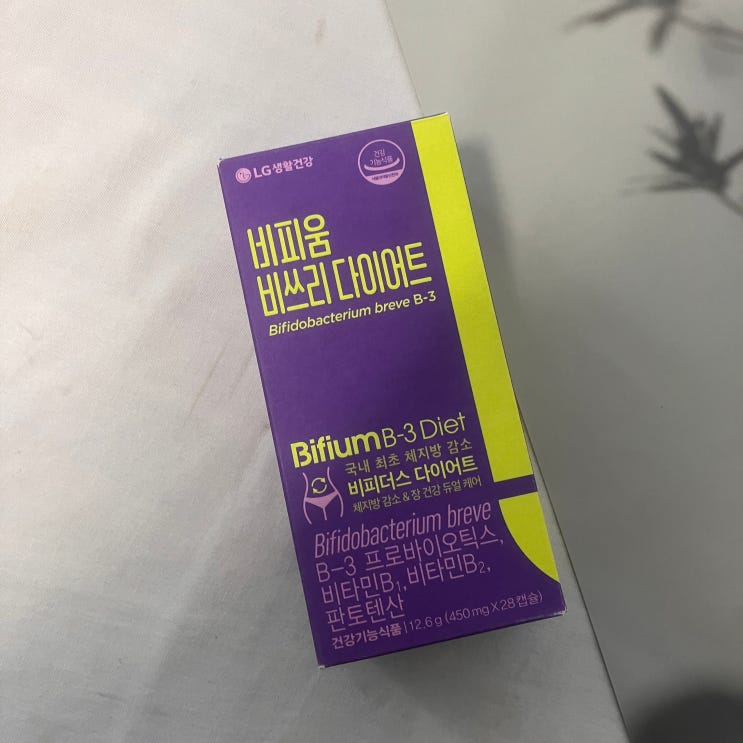 LG생활건강
건강
기능식품
비피움
비쓰리 다이어트
Bifidobacterium breve B-3
Bifium B-3 Diet
국내 최초 체지방 감소
비피더스 다이어트
체지방 감소 & 장 건강 듀얼 케어
Bifidobacterium breve
B-3 프로바이오틱스,
비타민B₁, 비타민B₂,
판토텐산
건강기능식품 | 12.6 g (450 mg X 28 캡슐)